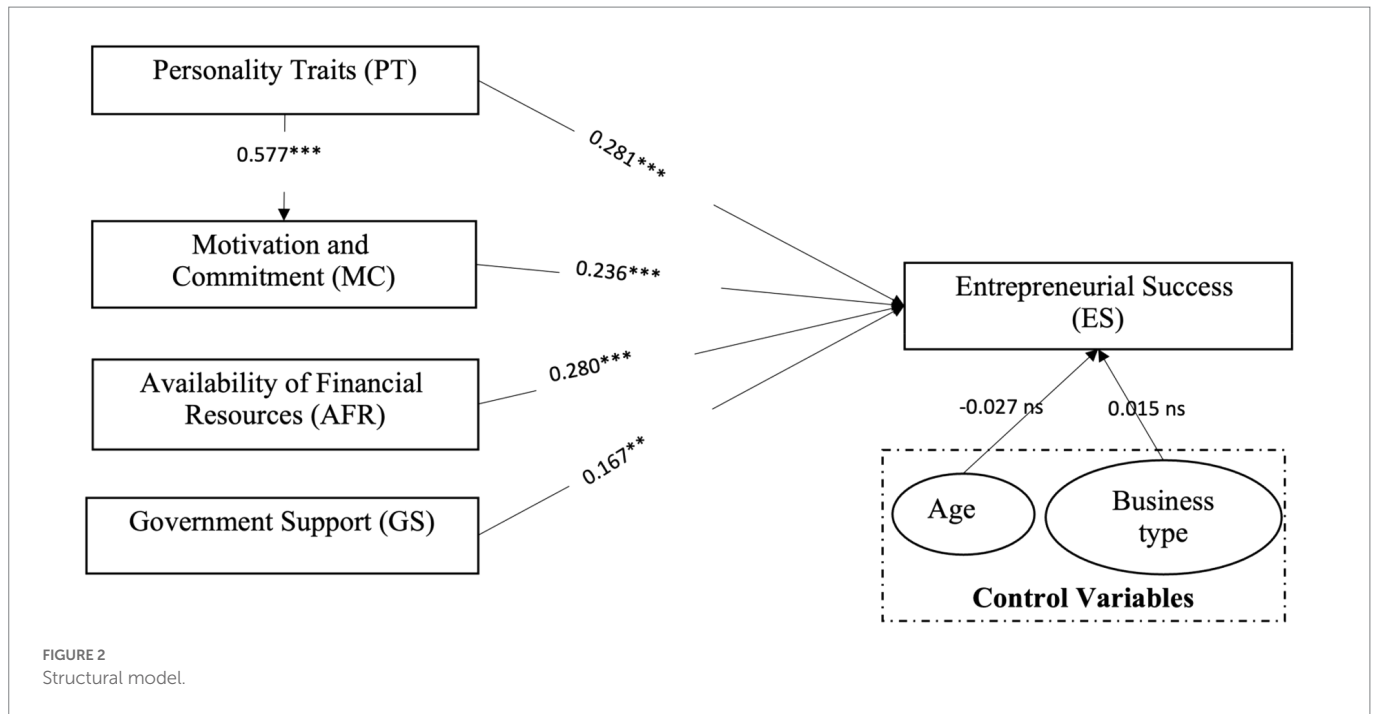 Personality Traits (PT)
0.577***
0.281***
Motivation and
Commitment (MC)
0.236***
Entrepreneurial Success
(ES)
Availability of Financial
Resources (AFR)
0.280***
-0.027 ns
0.015 ns
Government Support (GS)
0.167**
Age
Business
type
Control Variables
FIGURE 2
Structural model.